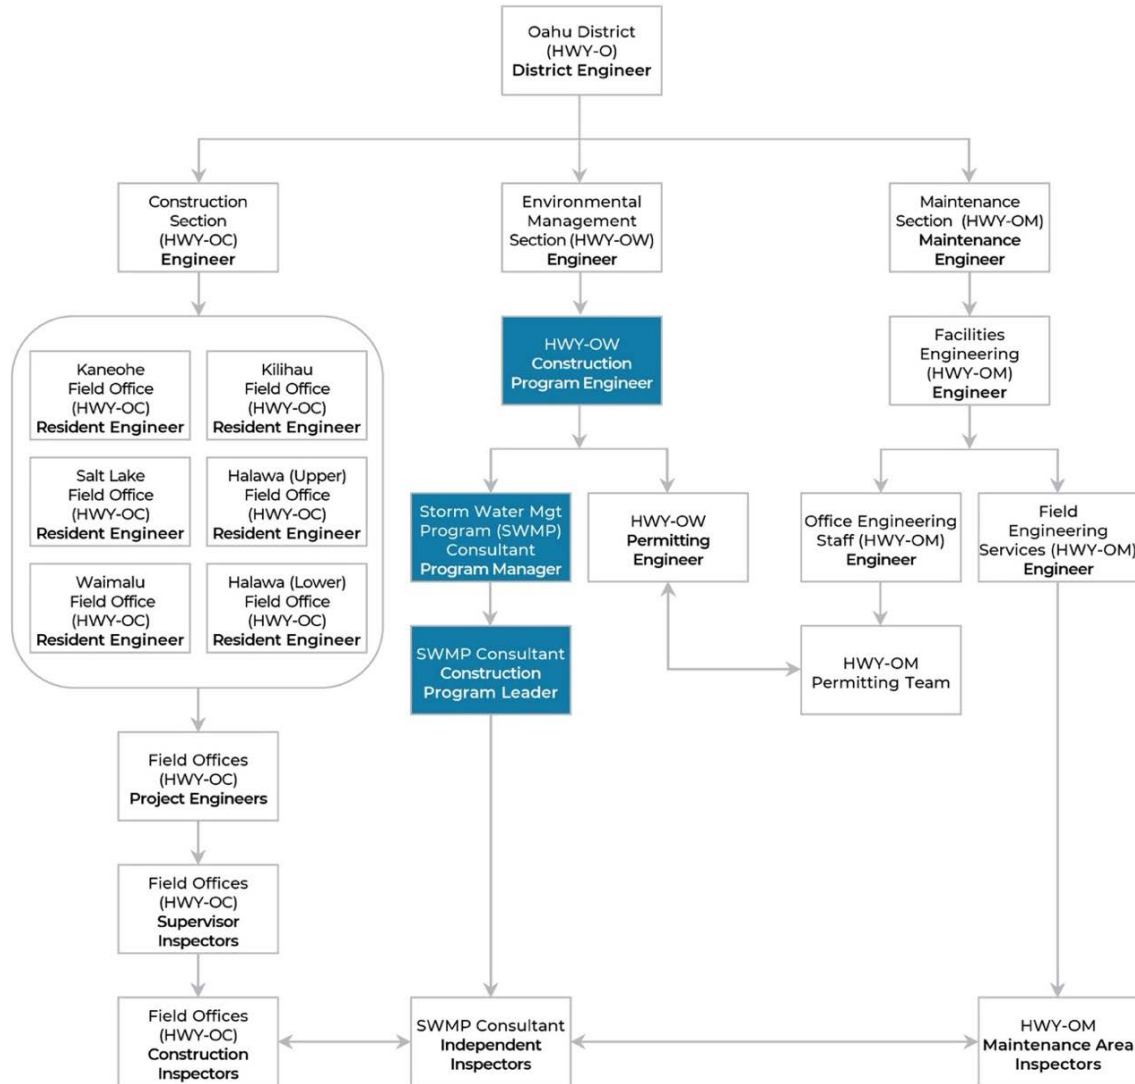 Oahu District
(HWY-O)
District Engineer
Construction
Section
(HWY-OC)
Engineer
Environmental
Management
Section (HWY-OW)
Engineer
Maintenance
Section (HWY-OM)
Maintenance
Engineer
Kaneohe
Field Office
(HWY-OC)
Resident Engineer
Kilihau
Field Office
(HWY-OC)
Resident Engineer
Salt Lake
Field Office
(HWY-OC)
Resident Engineer
Halawa (Upper)
Field Office
(HWY-OC)
Resident Engineer
Waimalu
Field Office
(HWY-OC)
Resident Engineer
Halawa (Lower)
Field Office
(HWY-OC)
Resident Engineer
HWY-OW
Construction
Program Engineer
Facilities
Engineering
(HWY-OM)
Engineer
Storm Water Mgt
Program (SWMP)
Consultant
Program Manager
HWY-OW
Permitting
Engineer
Office Engineering
Staff (HWY-OM)
Engineer
Field
Engineering
Services (HWY-OM)
Engineer
SWMP Consultant
Construction
Program Leader
HWY-OM
Permitting Team
Field Offices
(HWY-OC)
Project Engineers
Field Offices
(HWY-OC)
Supervisor
Inspectors
Field Offices
(HWY-OC)
Construction
Inspectors
SWMP Consultant
Independent
Inspectors
HWY-OM
Maintenance Area
Inspectors